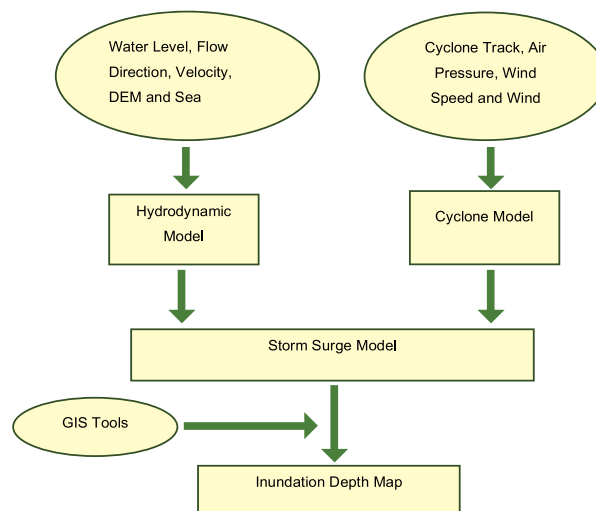 Water Level, Flow
Direction, Velocity,
DEM and Sea
Cyclone Track, Air
Pressure, Wind
Speed and Wind
Hydrodynamic
Model
Cyclone Model
Storm Surge Model
GIS Tools
Inundation Depth Map